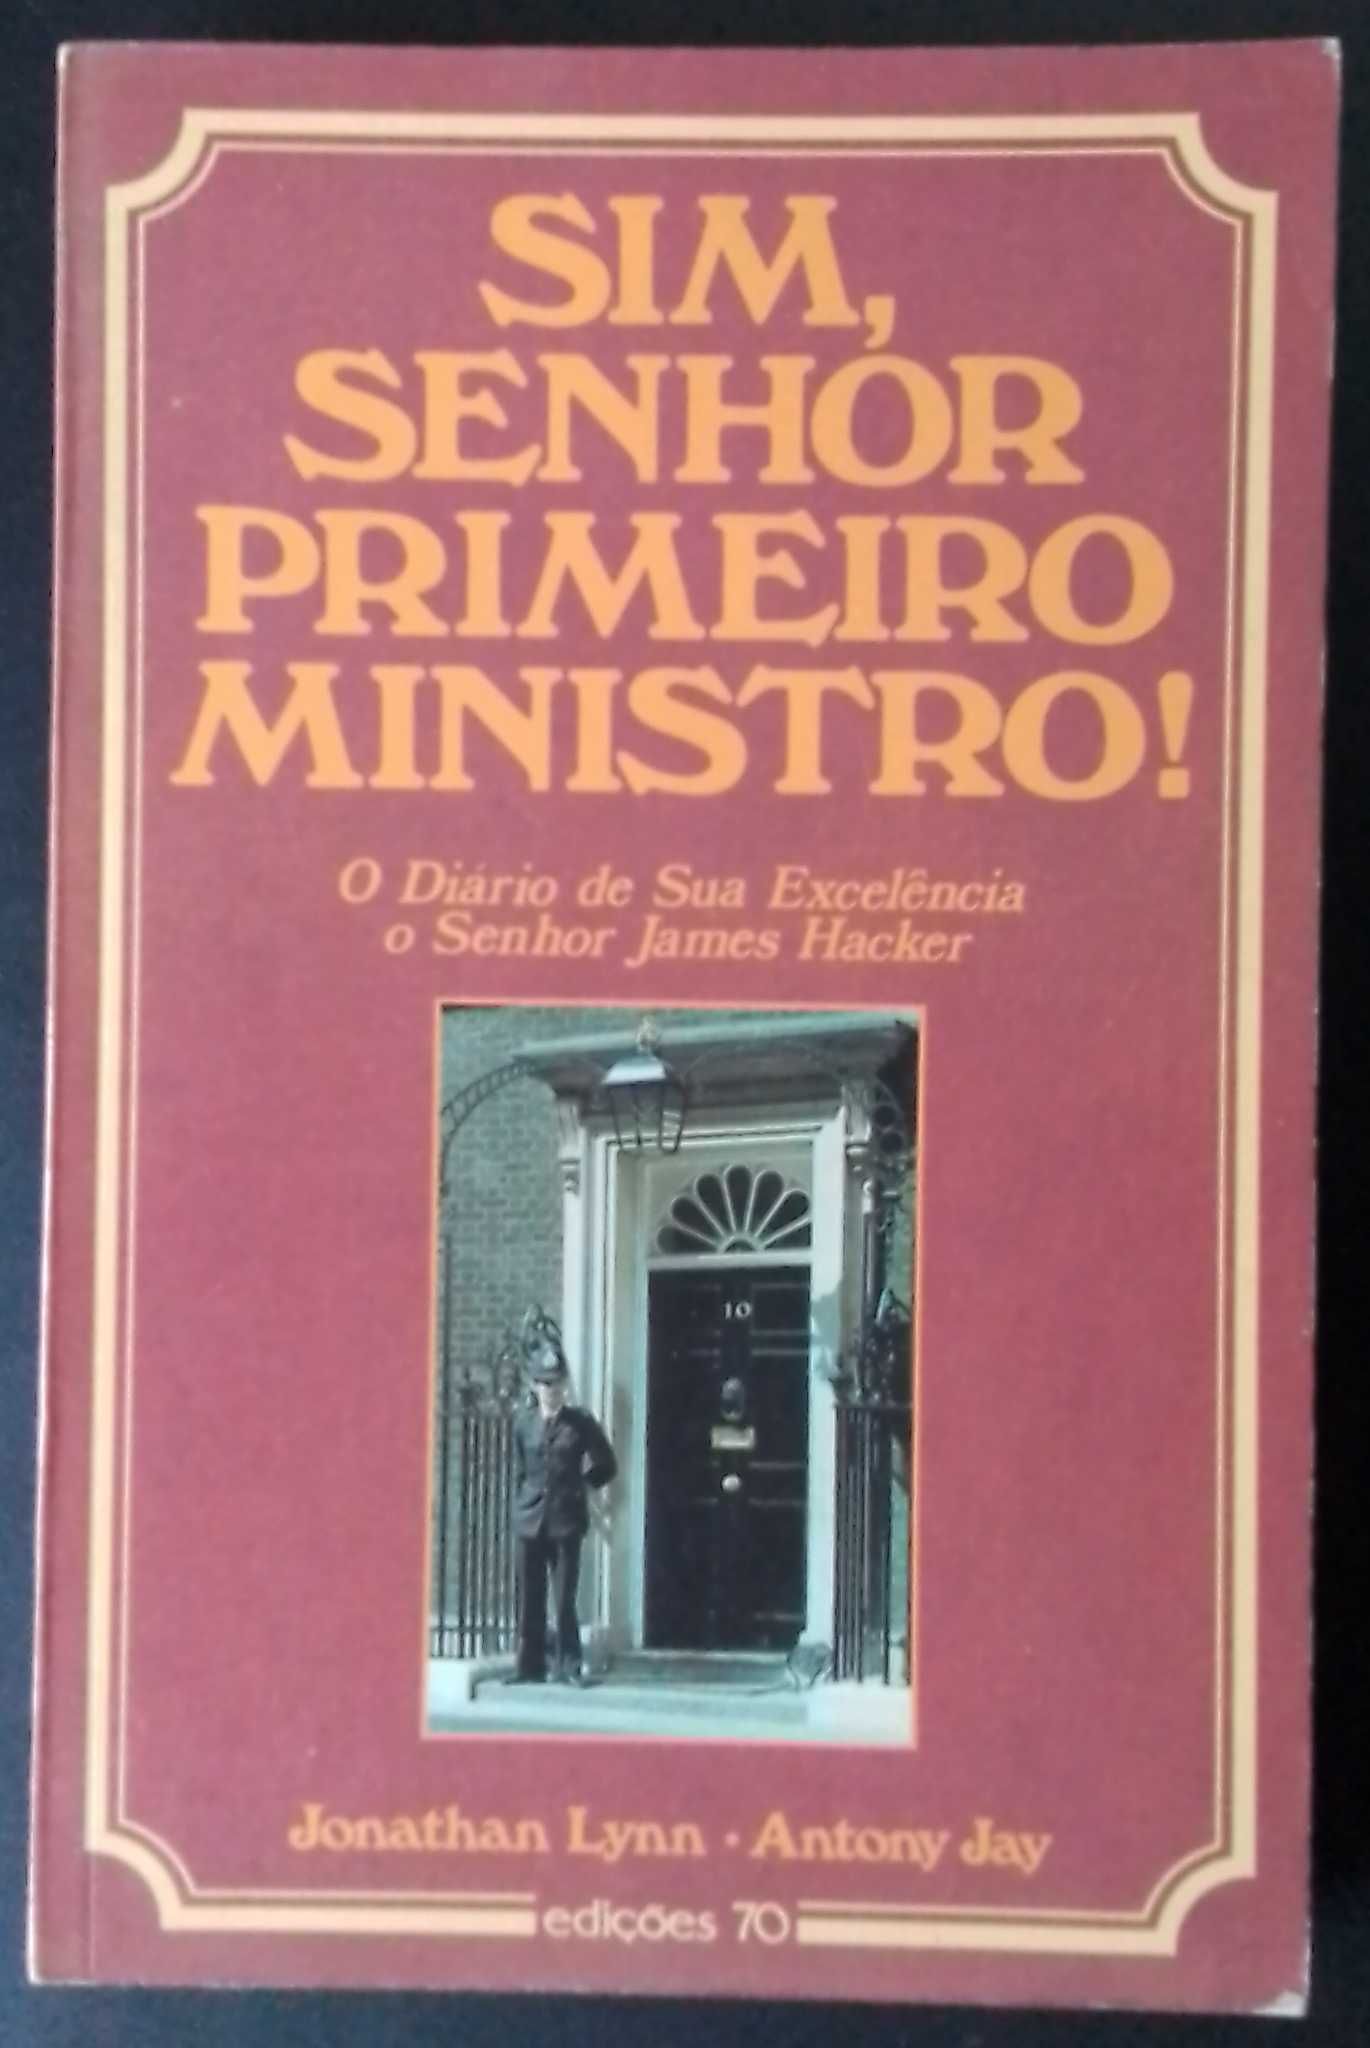 SIM,
SENHOR
PRIMEIRO
MINISTRO!
O Diário de Sua Excelência
o Senhor James Hacker
10
Jonathan Lynn · Antony Jay
edições 70